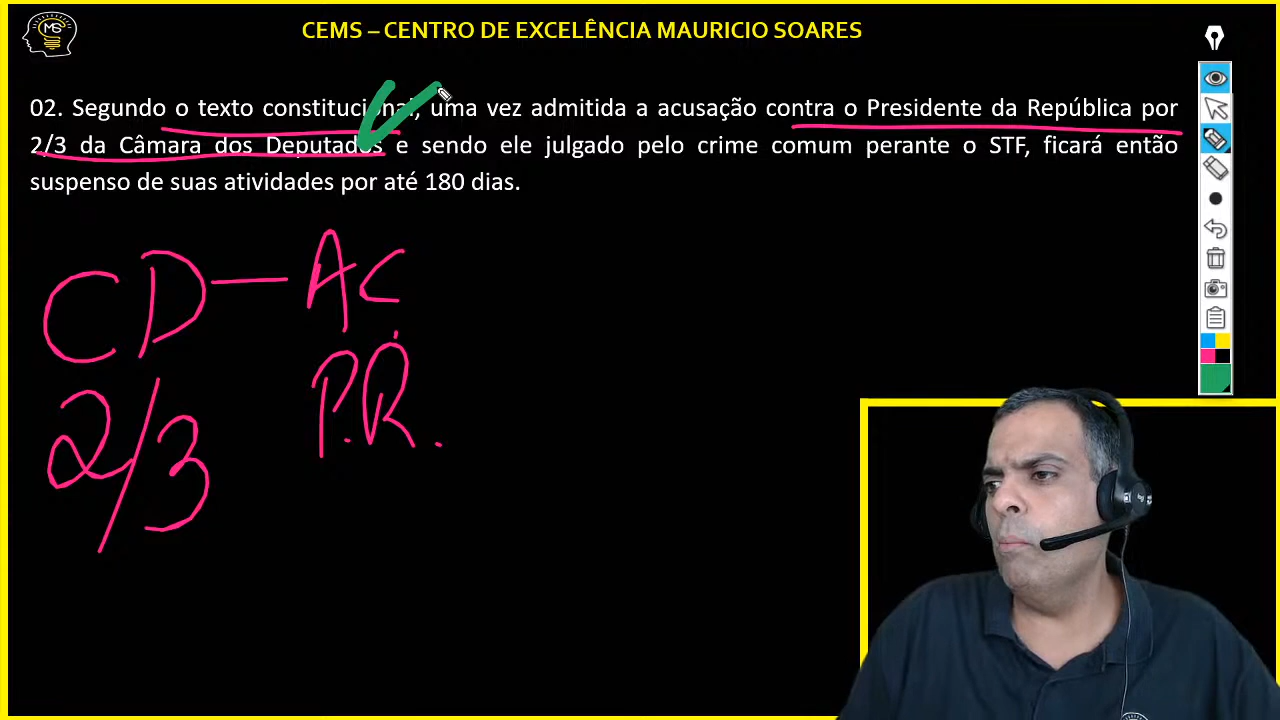 CEMS – CENTRO DE EXCELÊNCIA MAURICIO SOARES
MS
02. Segundo o texto constitucional, uma vez admitida a acusação contra o Presidente da República por
2/3 da Câmara dos Deputados e sendo ele julgado pelo crime comum perante o STF, ficará então
suspenso de suas atividades por até 180 dias.
CD — AC
P.R.
2/3